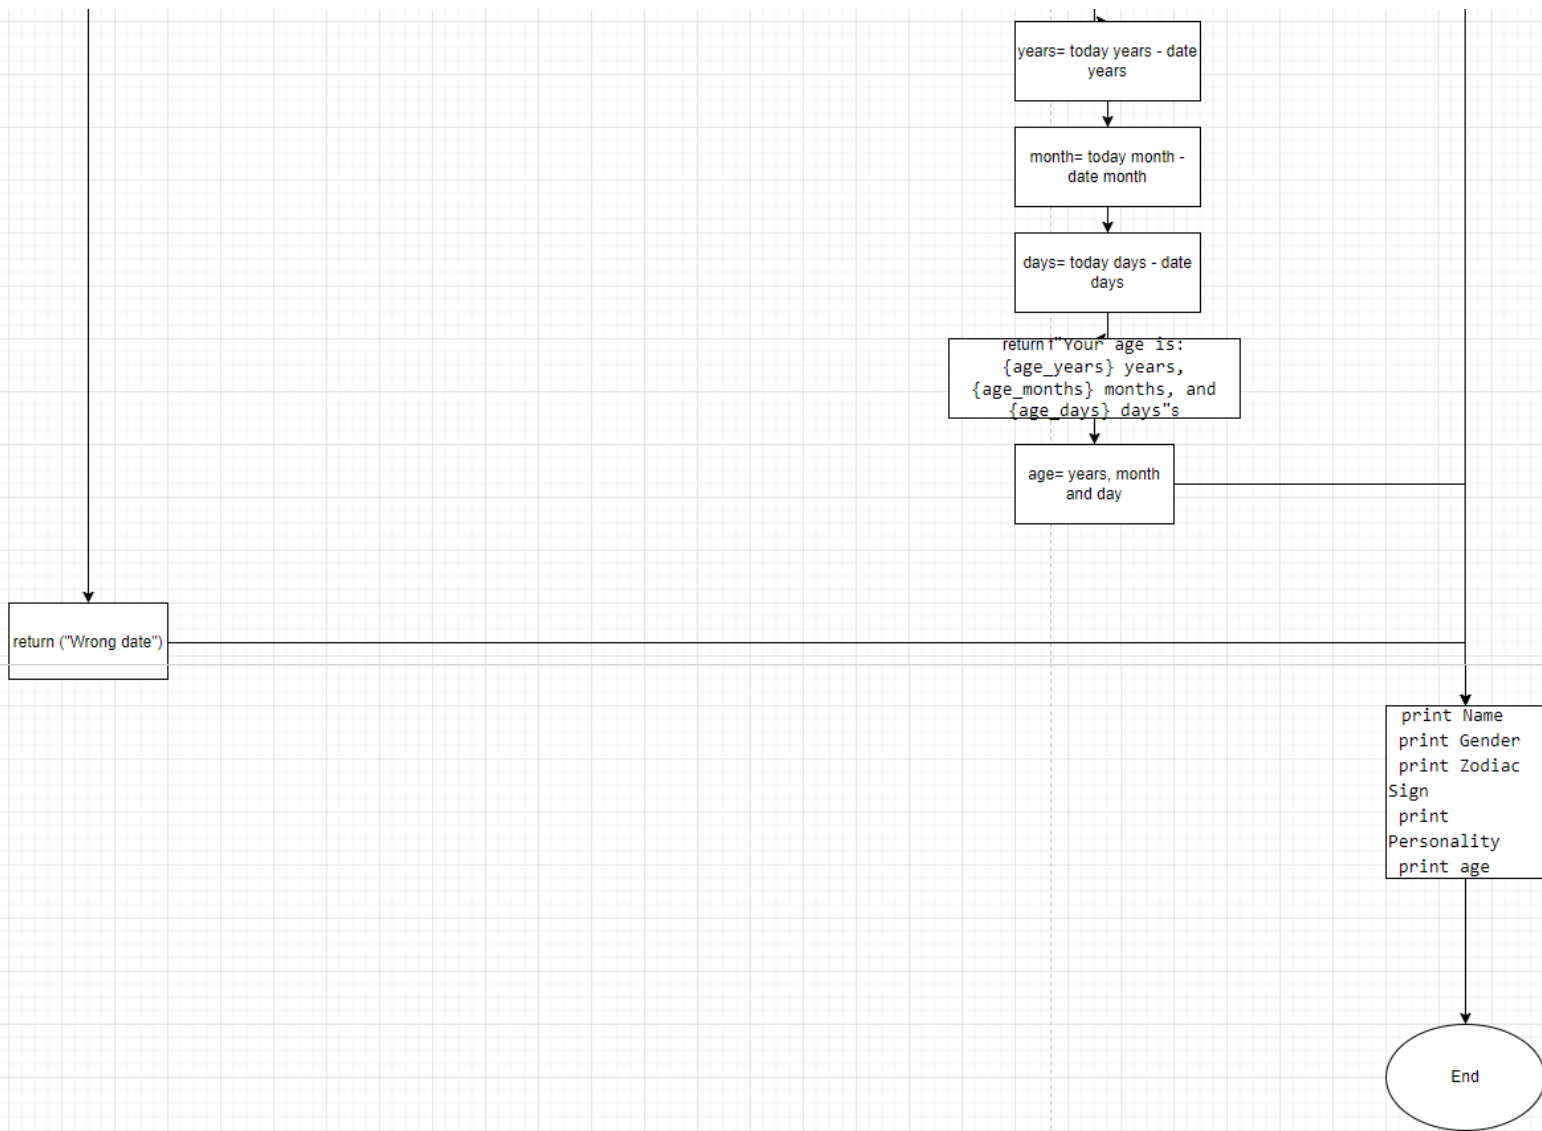 years= today years - date
years
month= today month -
date month
days= today days - date
days
return f"Your age is:
{age_years} years,
{age_months} months, and
{age_days} days"s
age= years, month
and day
return ("Wrong date")
print Name
print Gender
print Zodiac
Sign
print
Personality
print age
End